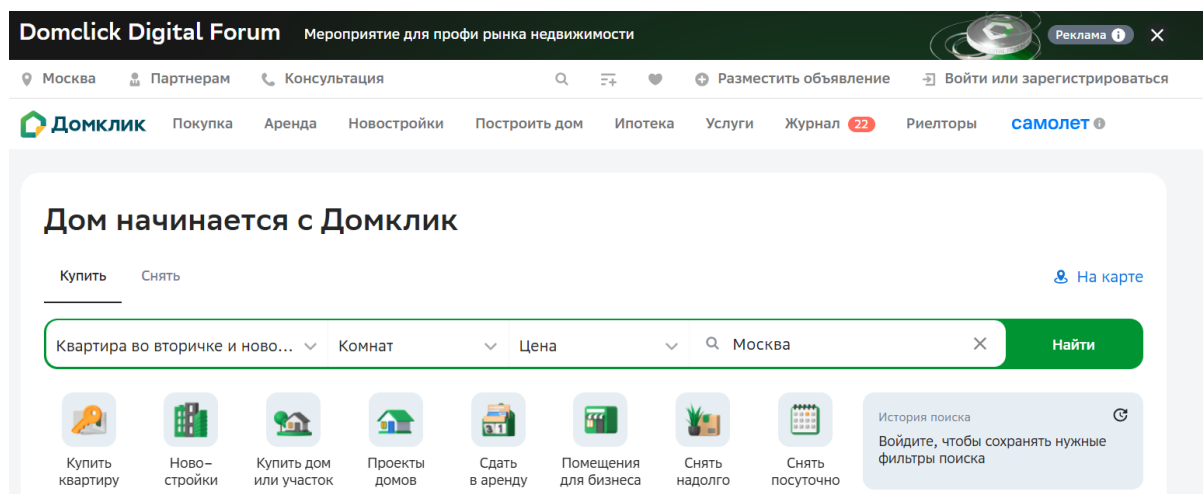 Domclick Digital Forum Мероприятие для профи рынка недвижимости Реклама
Москва Партнерам Консультация Разместить объявление Войти или зарегистрироваться
Домклик Покупка Аренда Новостройки Построить дом Ипотека Услуги Журнал 22 Риелторы самолет
Дом начинается с Домклик
Купить Снять На карте
Квартира во вторичке и ново... Комнат Цена Москва Найти
История поиска
Войдите, чтобы сохранять нужные
фильтры поиска
Купить
квартиру
Ново–
стройки
Купить дом
или участок
Проекты
домов
Сдать
в аренду
Помещения
для бизнеса
Снять
надолго
Снять
посуточно